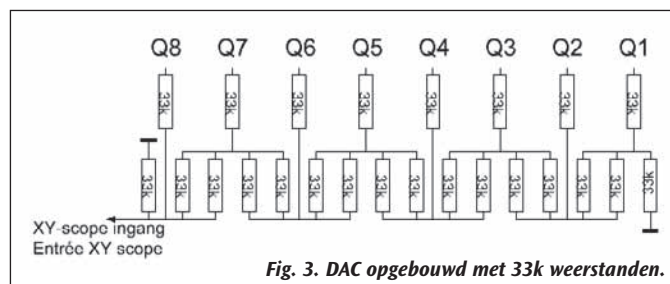 Q8 Q7 Q6 Q5 Q4 Q3 Q2 Q1
33k 33k 33k 33k 33k 33k 33k 33k
33k 33k 33k 33k 33k 33k 33k 33k 33k 33k 33k 33k 33k 33k 33k 33k
XY-scope ingang
Entrée XY scope
Fig. 3. DAC opgebouwd met 33k weerstanden.